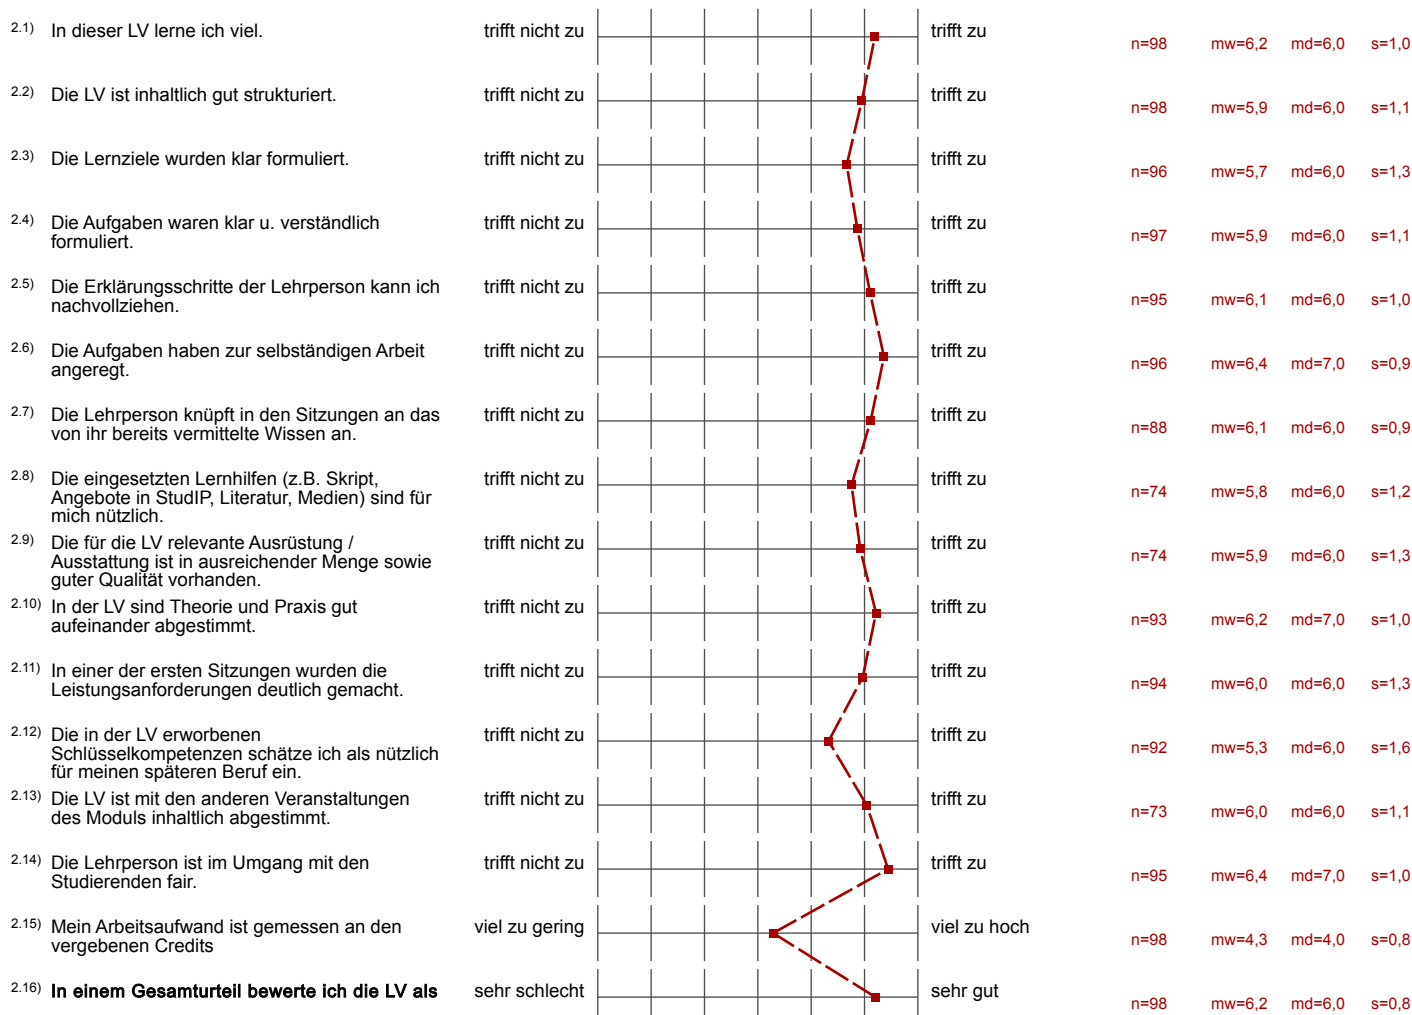 2.1) In dieser LV lerne ich viel. trifft nicht zu trifft zu n=98 mw=6,2 md=6,0 s=1,0
2.2) Die LV ist inhaltlich gut strukturiert. trifft nicht zu trifft zu n=98 mw=5,9 md=6,0 s=1,1
2.3) Die Lernziele wurden klar formuliert. trifft nicht zu trifft zu n=96 mw=5,7 md=6,0 s=1,3
2.4) Die Aufgaben waren klar u. verständlich trifft nicht zu trifft zu
formuliert. n=97 mw=5,9 md=6,0 s=1,1
2.5) Die Erklärungsschritte der Lehrperson kann ich trifft nicht zu trifft zu
nachvollziehen. n=95 mw=6,1 md=6,0 s=1,0
2.6) Die Aufgaben haben zur selbständigen Arbeit trifft nicht zu trifft zu
angeregt. n=96 mw=6,4 md=7,0 s=0,9
2.7) Die Lehrperson knüpft in den Sitzungen an das trifft nicht zu trifft zu
von ihr bereits vermittelte Wissen an. n=88 mw=6,1 md=6,0 s=0,9
2.8) Die eingesetzten Lernhilfen (z.B. Skript, trifft nicht zu trifft zu
Angebote in StudIP, Literatur, Medien) sind für n=74 mw=5,8 md=6,0 s=1,2
mich nützlich.
2.9) Die für die LV relevante Ausrüstung / trifft nicht zu trifft zu
Ausstattung ist in ausreichender Menge sowie n=74 mw=5,9 md=6,0 s=1,3
guter Qualität vorhanden.
2.10) In der LV sind Theorie und Praxis gut trifft nicht zu trifft zu
aufeinander abgestimmt. n=93 mw=6,2 md=7,0 s=1,0
2.11) In einer der ersten Sitzungen wurden die trifft nicht zu trifft zu
Leistungsanforderungen deutlich gemacht. n=94 mw=6,0 md=6,0 s=1,3
2.12) Die in der LV erworbenen trifft nicht zu trifft zu
Schlüsselkompetenzen schätze ich als nützlich n=92 mw=5,3 md=6,0 s=1,6
für meinen späteren Beruf ein.
2.13) Die LV ist mit den anderen Veranstaltungen trifft nicht zu trifft zu
des Moduls inhaltlich abgestimmt. n=73 mw=6,0 md=6,0 s=1,1
2.14) Die Lehrperson ist im Umgang mit den trifft nicht zu trifft zu
Studierenden fair. n=95 mw=6,4 md=7,0 s=1,0
2.15) Mein Arbeitsaufwand ist gemessen an den viel zu gering viel zu hoch
vergebenen Credits n=98 mw=4,3 md=4,0 s=0,8
2.16) In einem Gesamturteil bewerte ich die LV als sehr schlecht sehr gut n=98 mw=6,2 md=6,0 s=0,8